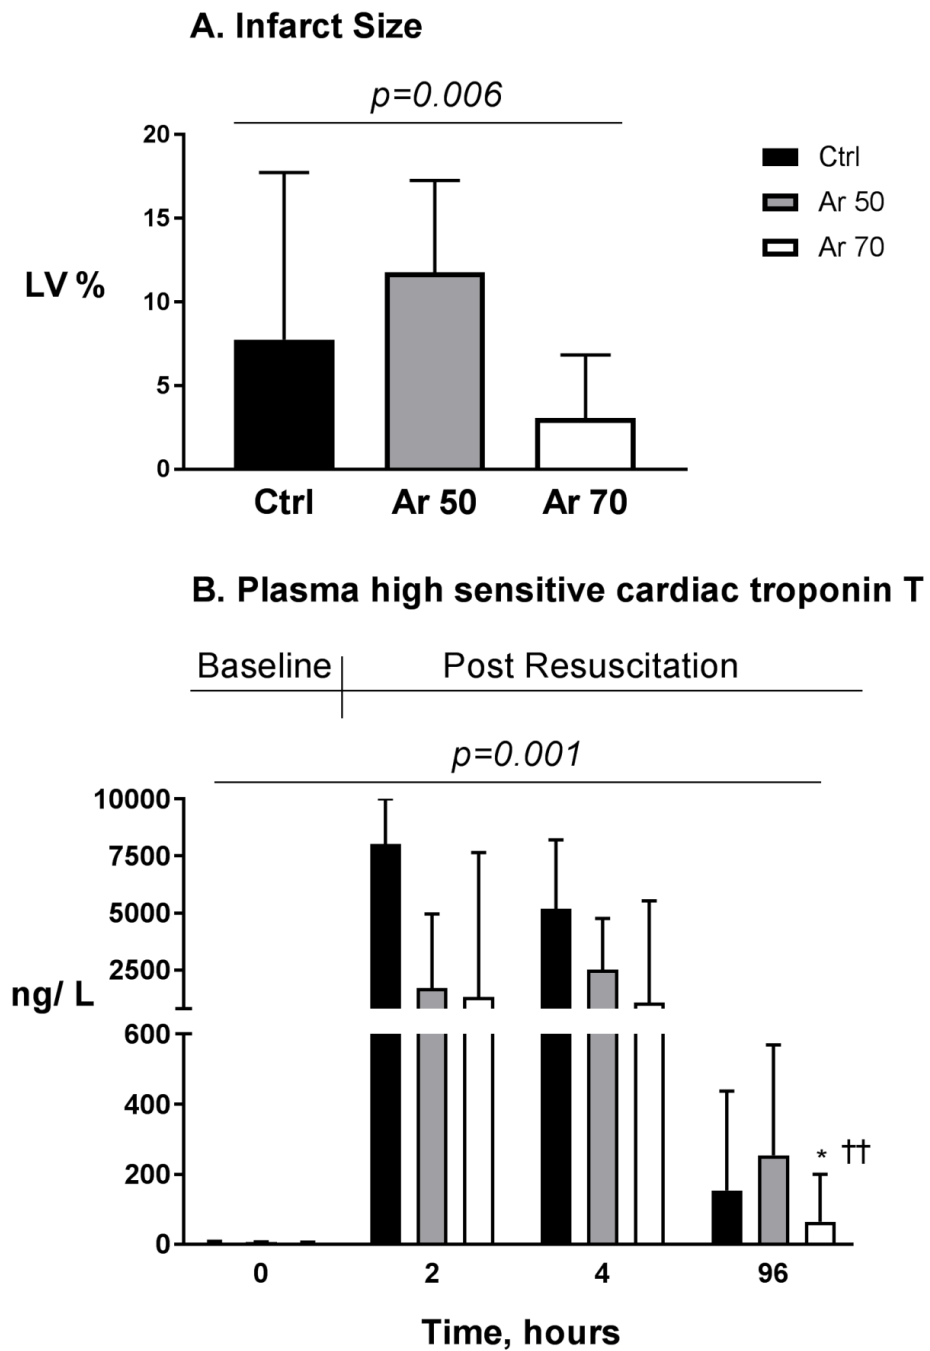 A. Infarct Size
p=0.006
20
15
10
5
0
LV %
Ctrl
Ar 50
Ar 70
Ctrl
Ar 50
Ar 70
B. Plasma high sensitive cardiac troponin T
Baseline
Post Resuscitation
p=0.001
10000
7500
5000
2500
ng/ L
600
400
200
0
* ††
0
2
4
96
Time, hours